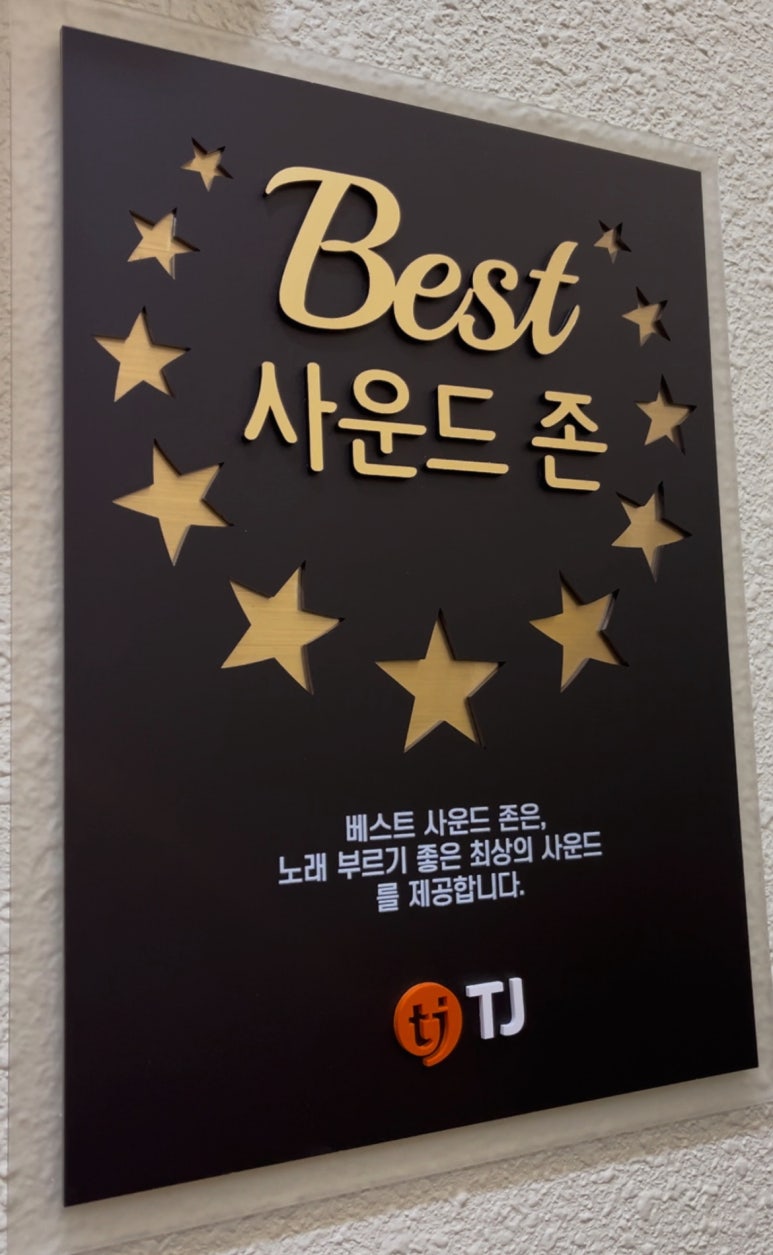 Best
사운드 존
베스트 사운드 존은,
노래 부르기 좋은 최상의 사운드
를 제공합니다.
tj TJ